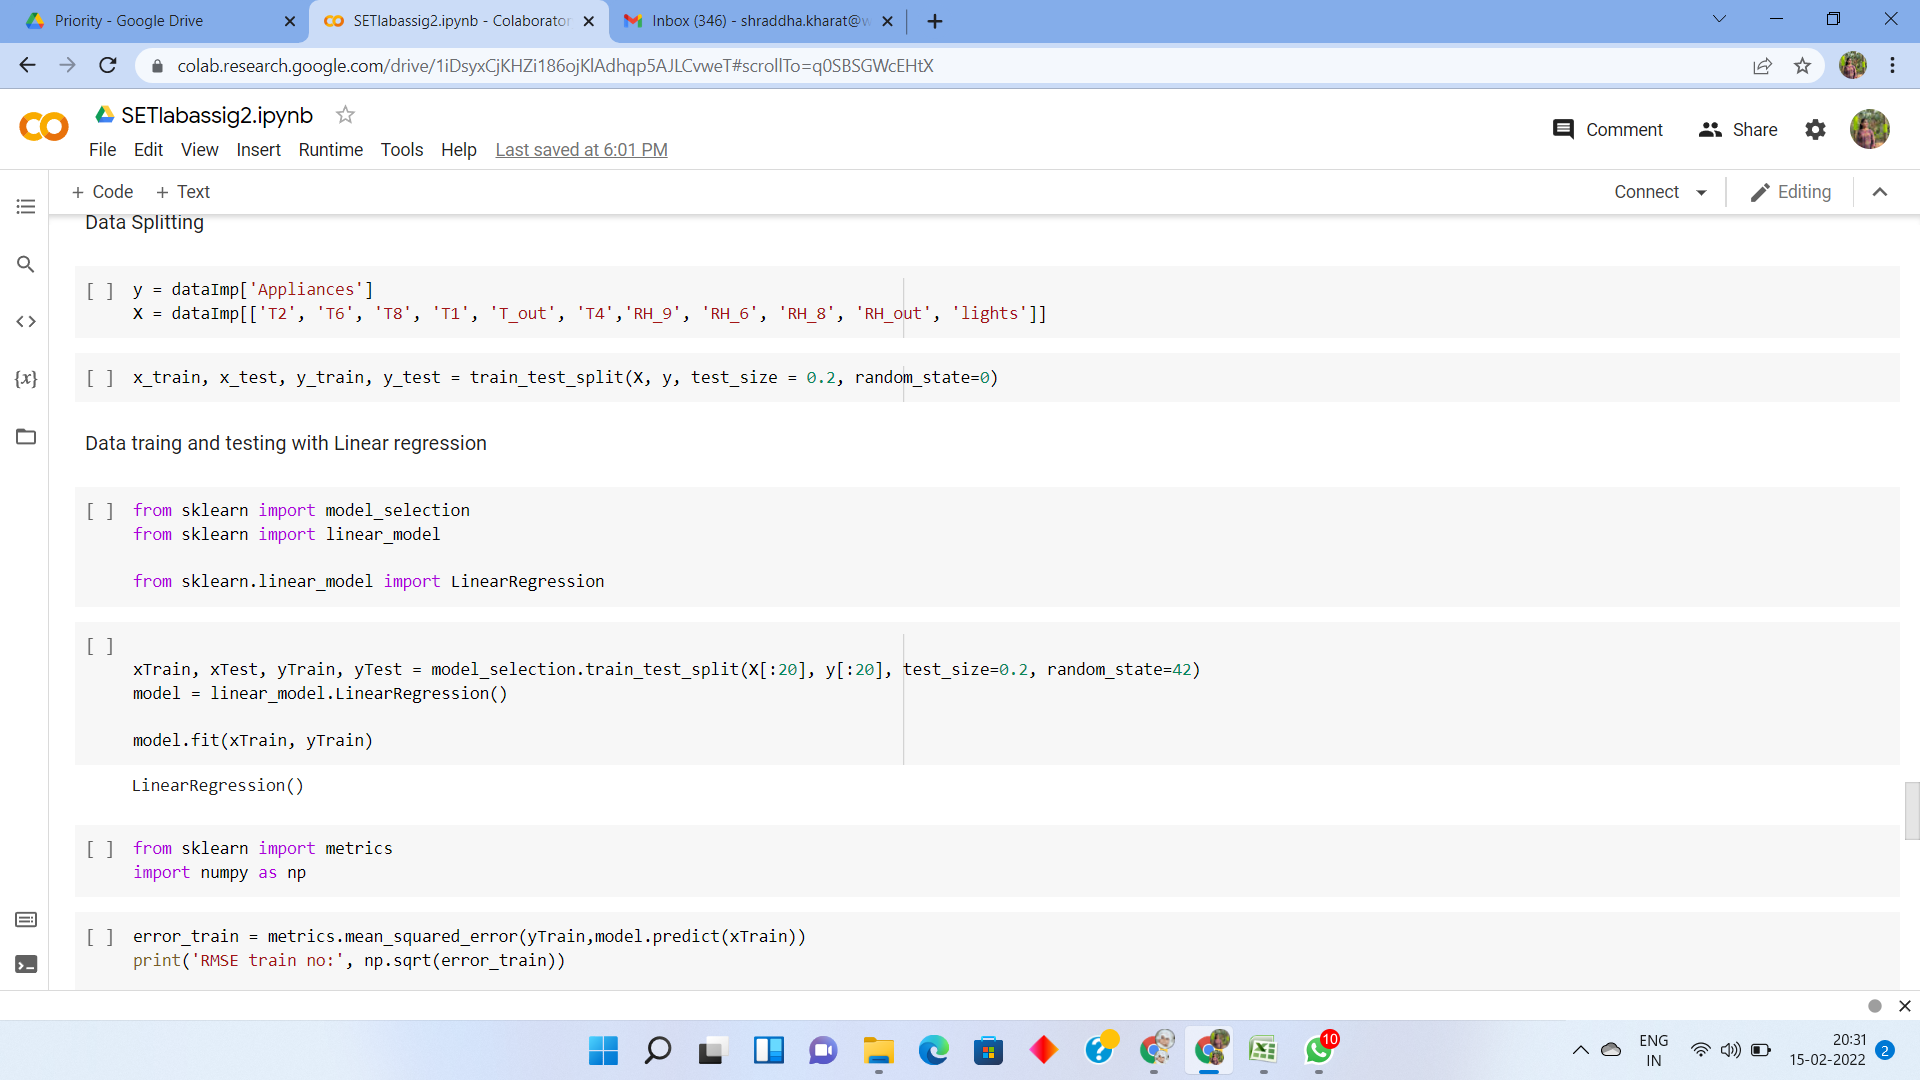 Priority - Google Drive
SETlabassig2.ipynb - Colaborator
Inbox (346) - shraddha.kharat@w
colab.research.google.com/drive/1iDsyxCjKHZi186ojKlAdhqp5AJLCvweT#scrollTo=q0SBSGWcEHtX
SETlabassig2.ipynb
Comment
Share
File Edit View Insert Runtime Tools Help Last saved at 6:01 PM
+ Code + Text
Connect
Editing
Data Splitting
[ ] y = dataImp['Appliances']
X = dataImp[['T2', 'T6', 'T8', 'T1', 'T_out', 'T4','RH_9', 'RH_6', 'RH_8', 'RH_out', 'lights']]
[ ] x_train, x_test, y_train, y_test = train_test_split(X, y, test_size = 0.2, random_state=0)
Data traing and testing with Linear regression
[ ] from sklearn import model_selection
from sklearn import linear_model
from sklearn.linear_model import LinearRegression
[ ]
xTrain, xTest, yTrain, yTest = model_selection.train_test_split(X[:20], y[:20], test_size=0.2, random_state=42)
model = linear_model.LinearRegression()
model.fit(xTrain, yTrain)
LinearRegression()
[ ] from sklearn import metrics
import numpy as np
[ ] error_train = metrics.mean_squared_error(yTrain,model.predict(xTrain))
print('RMSE train no:', np.sqrt(error_train))
10
ENG
IN
20:31
15-02-2022
2